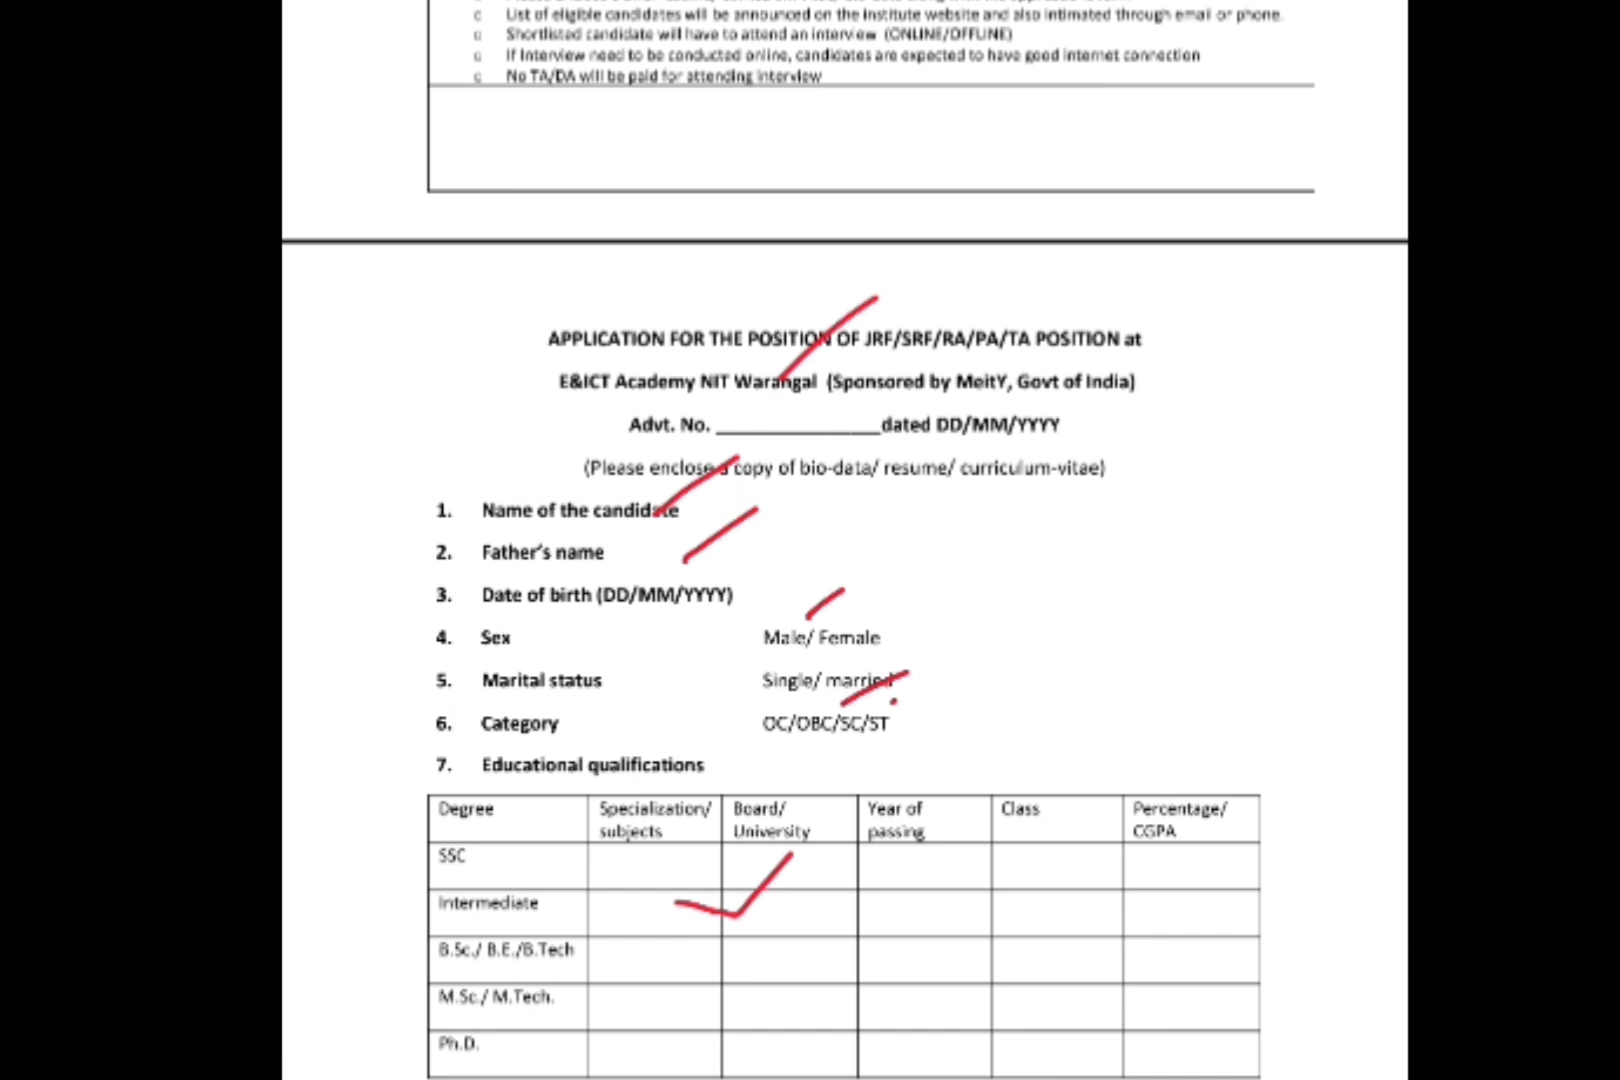 List of eligible candidates will be announced on the Institute website and also intimated through email or phone.
Shortlisted candidate will have to attend an interview (ONLINE/OFFLINE)
If Interview need to be conducted online, candidates are expected to have good internet connection
No TA/DA will be paid for attending interview
APPLICATION FOR THE POSITION OF JRF/SRF/RA/PA/TA POSITION at
E&ICT Academy NIT Warangal (Sponsored by MeitY, Govt of India)
Advt. No. ________________dated DD/MM/YYYY
(Please enclose a copy of bio-data/ resume/ curriculum-vitae)
1. Name of the candidate
2. Father's name
3. Date of birth (DD/MM/YYYY)
4. Sex Male/ Female
5. Marital status Single/ married
6. Category OC/OBC/SC/ST
7. Educational qualifications
Degree Specialization/ subjects Board/ University Year of passing Class Percentage/ CGPA
SSC
Intermediate
B.Sc./ B.E./B.Tech
M.Sc./ M.Tech.
Ph.D.